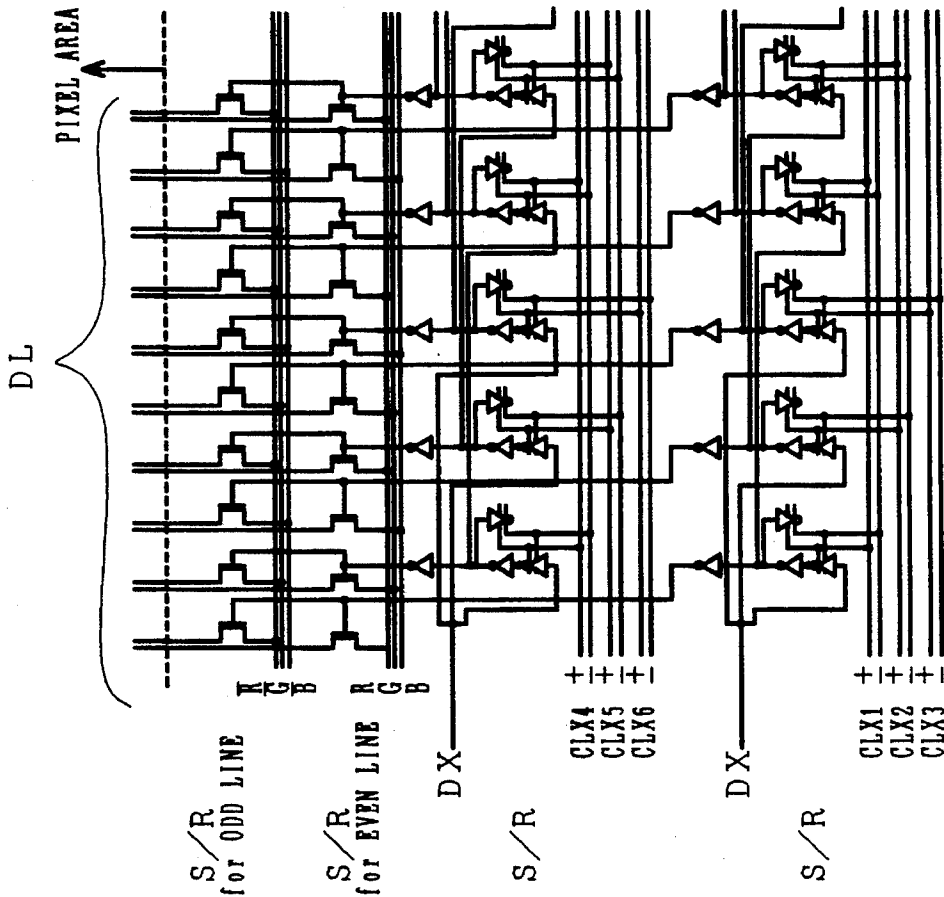 PIXEL AREA
DL
S/R
for ODD LINE
R̅
G̅
B̅
S/R
for EVEN LINE
R
G
B
DX
S/R
CLX4 +
-
CLX5 +
-
CLX6 +
-
DX
S/R
CLX1 +
-
CLX2 +
-
CLX3 +
-